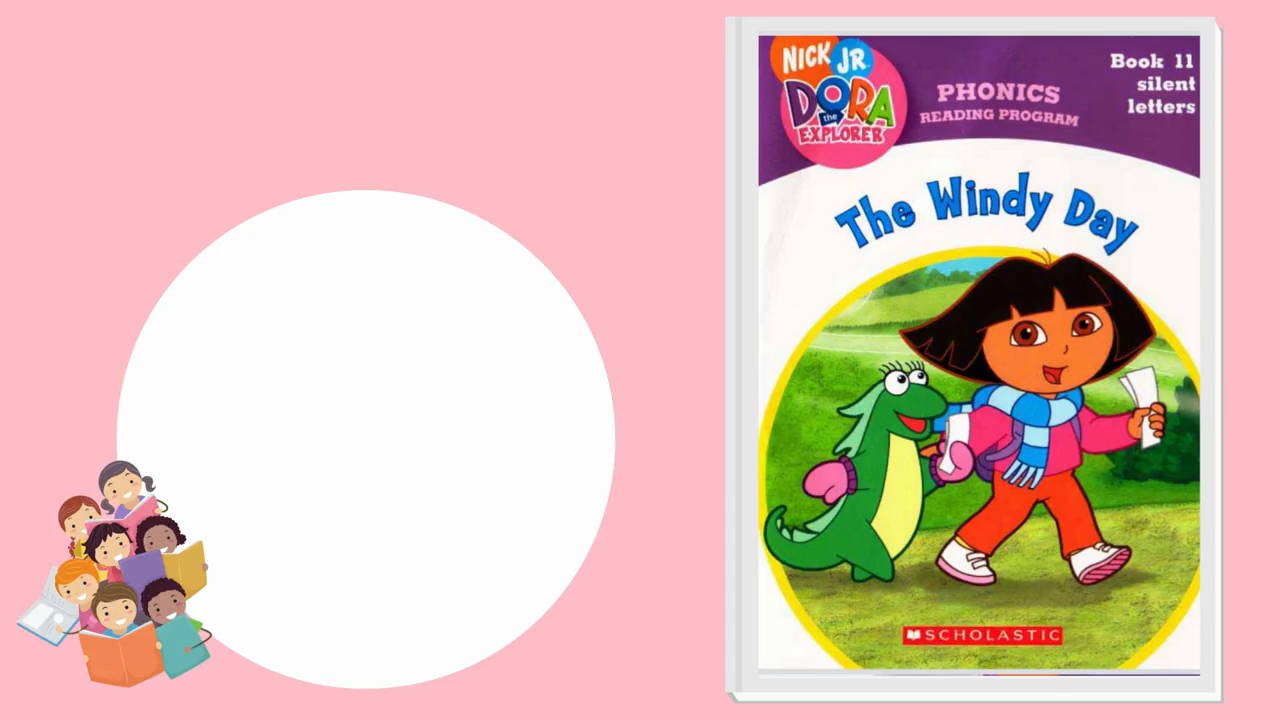 NICK JR
DORA
the
EXPLORER
PHONICS
READING PROGRAM
Book 11
silent
letters
The Windy Day
SCHOLASTIC